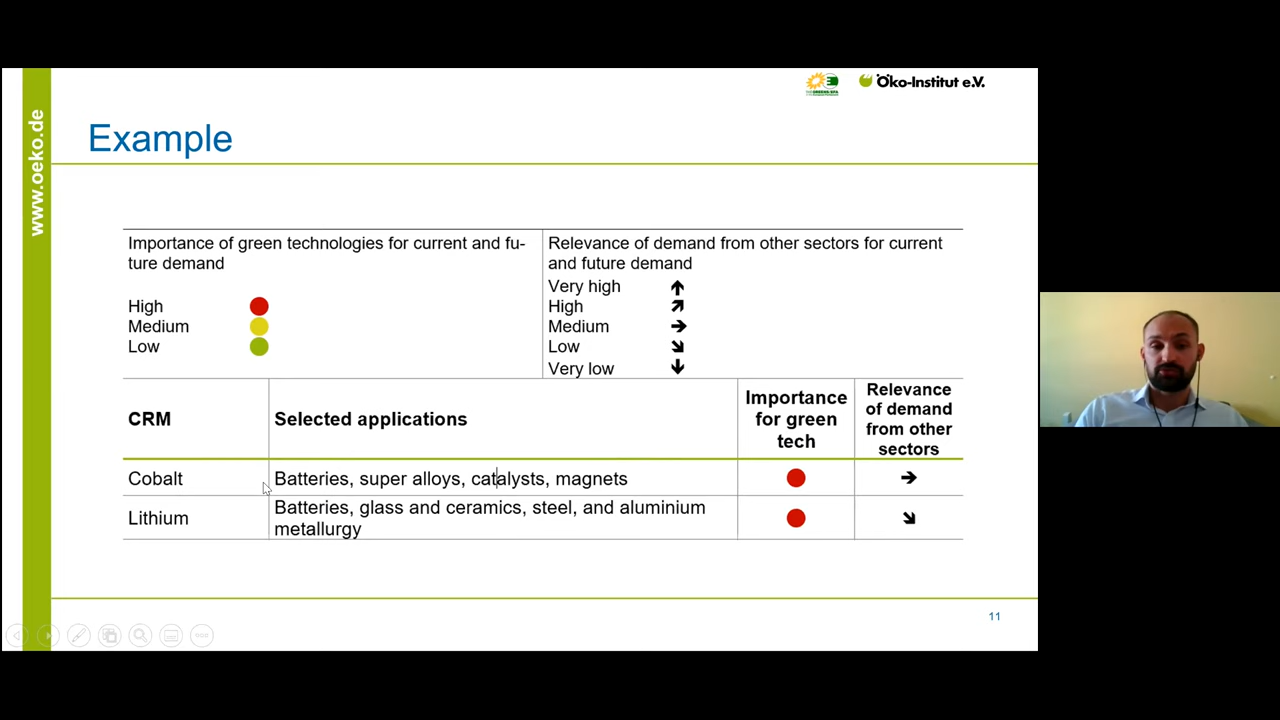 www.oeko.de
Öko-Institut e.V.
Example
Importance of green technologies for current and fu-
ture demand
High
Medium
Low
Relevance of demand from other sectors for current
and future demand
Very high
High
Medium
Low
Very low
CRM
Selected applications
Importance
for green
tech
Relevance
of demand
from other
sectors
Cobalt
Batteries, super alloys, catalysts, magnets
Lithium
Batteries, glass and ceramics, steel, and aluminium
metallurgy
11